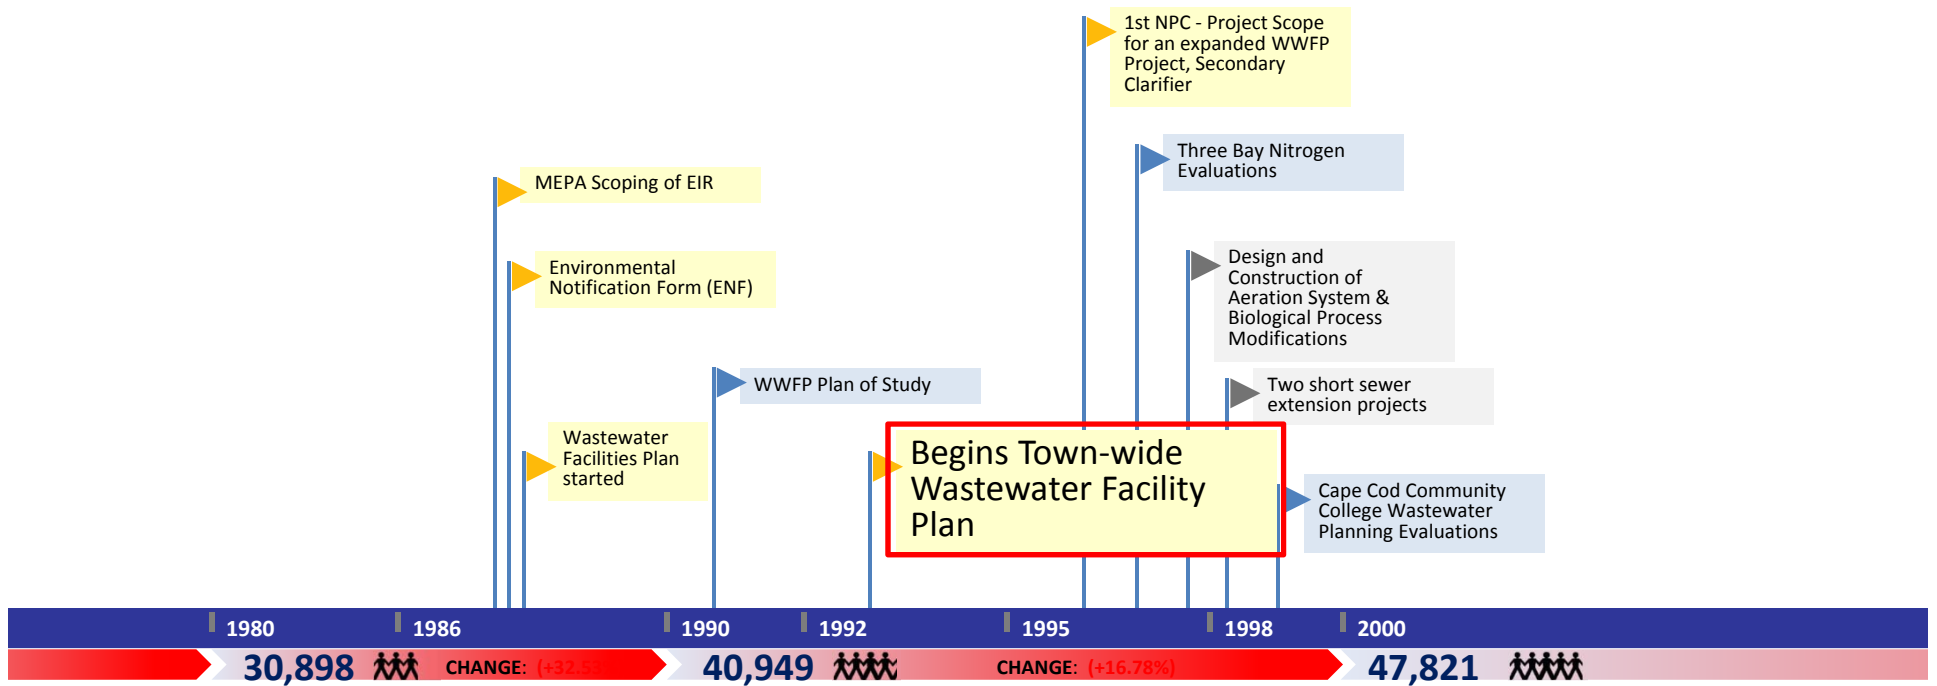 1st NPC - Project Scope
for an expanded WWFP
Project, Secondary
Clarifier
Three Bay Nitrogen
Evaluations
MEPA Scoping of EIR
Environmental
Notification Form (ENF)
Design and
Construction of
Aeration System &
Biological Process
Modifications
WWFP Plan of Study
Two short sewer
extension projects
Wastewater
Facilities Plan
started
Begins Town-wide
Wastewater Facility
Plan
Cape Cod Community
College Wastewater
Planning Evaluations
1980 1986 1990 1992 1995 1998 2000
30,898 CHANGE: 40,949 CHANGE: (+16.78%) 47,821